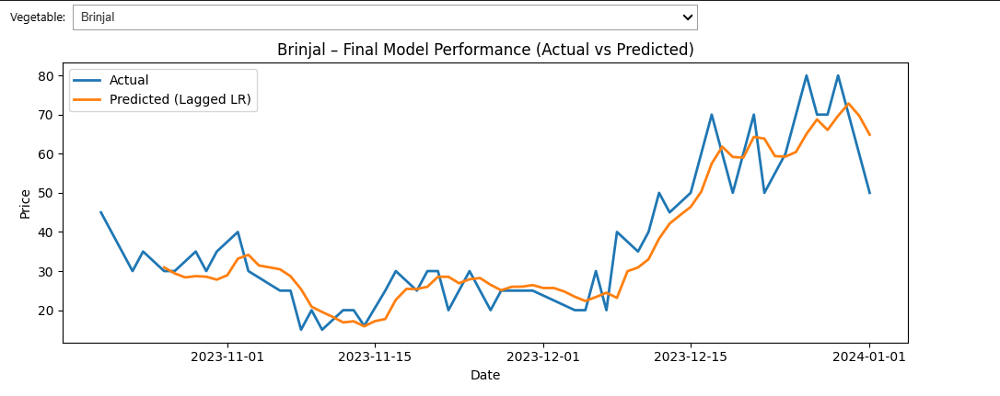 Vegetable: Brinjal
Brinjal – Final Model Performance (Actual vs Predicted)
Actual
Predicted (Lagged LR)
80
70
60
50
40
30
20
Price
2023-11-01 2023-11-15 2023-12-01 2023-12-15 2024-01-01
Date